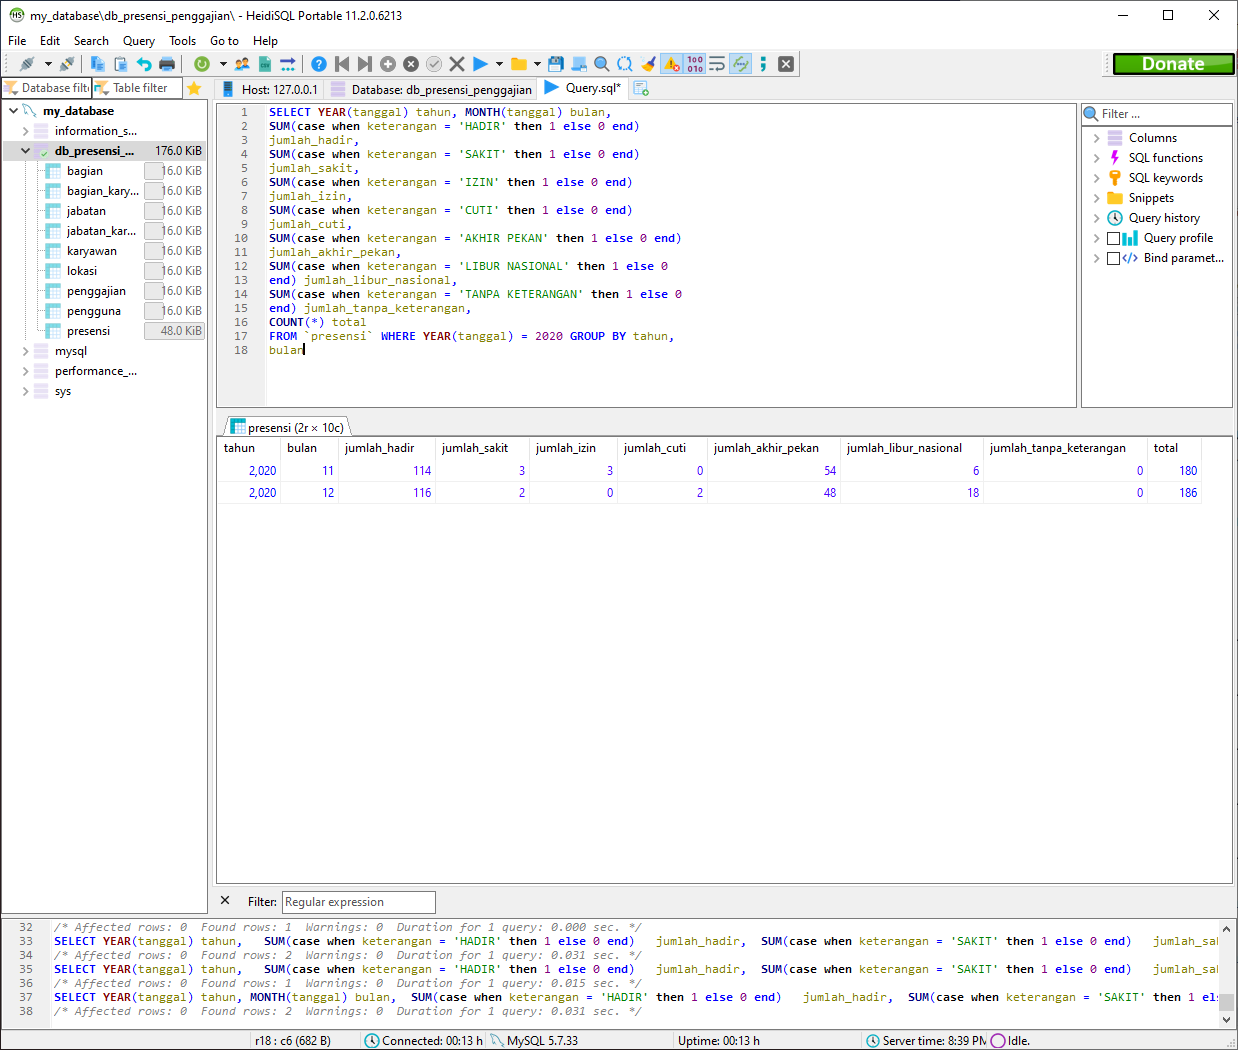 my_database\db_presensi_penggajian\ - HeidiSQL Portable 11.2.0.6213
File Edit Search Query Tools Go to Help
Donate
Database filt Table filter
Host: 127.0.0.1 Database: db_presensi_penggajian Query.sql*
my_database
information_s...
db_presensi_... 176.0 KiB
bagian 16.0 KiB
bagian_kary... 16.0 KiB
jabatan 16.0 KiB
jabatan_kar... 16.0 KiB
karyawan 16.0 KiB
lokasi 16.0 KiB
penggajian 16.0 KiB
pengguna 16.0 KiB
presensi 48.0 KiB
mysql
performance_...
sys
1 SELECT YEAR(tanggal) tahun, MONTH(tanggal) bulan,
2 SUM(case when keterangan = 'HADIR' then 1 else 0 end)
3 jumlah_hadir,
4 SUM(case when keterangan = 'SAKIT' then 1 else 0 end)
5 jumlah_sakit,
6 SUM(case when keterangan = 'IZIN' then 1 else 0 end)
7 jumlah_izin,
8 SUM(case when keterangan = 'CUTI' then 1 else 0 end)
9 jumlah_cuti,
10 SUM(case when keterangan = 'AKHIR PEKAN' then 1 else 0 end)
11 jumlah_akhir_pekan,
12 SUM(case when keterangan = 'LIBUR NASIONAL' then 1 else 0
13 end) jumlah_libur_nasional,
14 SUM(case when keterangan = 'TANPA KETERANGAN' then 1 else 0
15 end) jumlah_tanpa_keterangan,
16 COUNT(*) total
17 FROM `presensi` WHERE YEAR(tanggal) = 2020 GROUP BY tahun,
18 bulan
Filter ...
Columns
SQL functions
SQL keywords
Snippets
Query history
Query profile
Bind paramet...
presensi (2r × 10c)
tahun bulan jumlah_hadir jumlah_sakit jumlah_izin jumlah_cuti jumlah_akhir_pekan jumlah_libur_nasional jumlah_tanpa_keterangan total
2,020 11 114 3 3 0 54 6 0 180
2,020 12 116 2 0 2 48 18 0 186
Filter: Regular expression
32 /* Affected rows: 0 Found rows: 1 Warnings: 0 Duration for 1 query: 0.000 sec. */
33 SELECT YEAR(tanggal) tahun, SUM(case when keterangan = 'HADIR' then 1 else 0 end) jumlah_hadir, SUM(case when keterangan = 'SAKIT' then 1 else 0 end) jumlah_sal
34 /* Affected rows: 0 Found rows: 2 Warnings: 0 Duration for 1 query: 0.031 sec. */
35 SELECT YEAR(tanggal) tahun, SUM(case when keterangan = 'HADIR' then 1 else 0 end) jumlah_hadir, SUM(case when keterangan = 'SAKIT' then 1 else 0 end) jumlah_sal
36 /* Affected rows: 0 Found rows: 1 Warnings: 0 Duration for 1 query: 0.015 sec. */
37 SELECT YEAR(tanggal) tahun, MONTH(tanggal) bulan, SUM(case when keterangan = 'HADIR' then 1 else 0 end) jumlah_hadir, SUM(case when keterangan = 'SAKIT' then 1 els
38 /* Affected rows: 0 Found rows: 2 Warnings: 0 Duration for 1 query: 0.031 sec. */
r18 : c6 (682 B) Connected: 00:13 h MySQL 5.7.33 Uptime: 00:13 h Server time: 8:39 PM Idle.